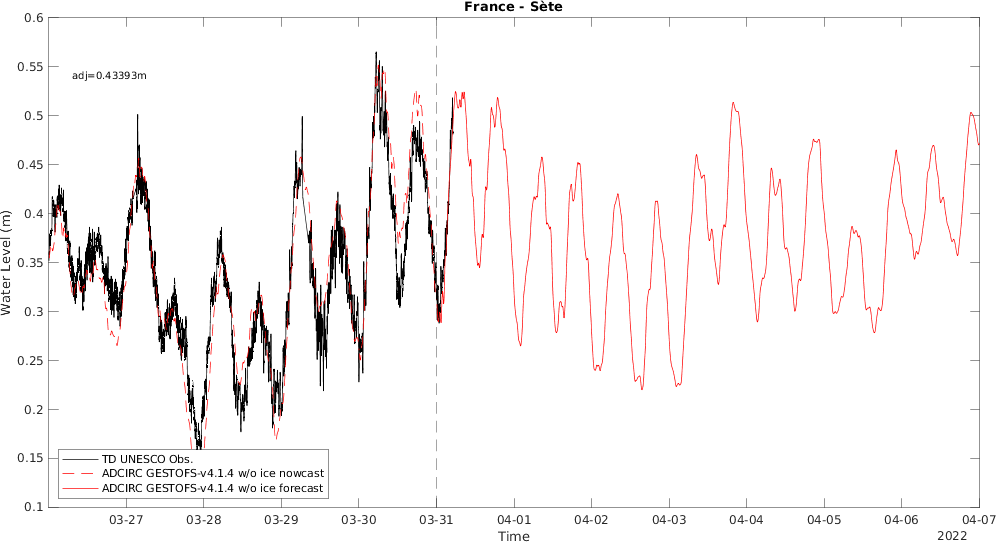 France - Sète
0.6
0.55
0.5
0.45
0.4
0.35
0.3
0.25
0.2
0.15
0.1
Water Level (m)
adj=0.43393m
TD UNESCO Obs.
ADCIRC GESTOFS-v4.1.4 w/o ice nowcast
ADCIRC GESTOFS-v4.1.4 w/o ice forecast
03-27 03-28 03-29 03-30 03-31 04-01 04-02 04-03 04-04 04-05 04-06 04-07
Time
2022